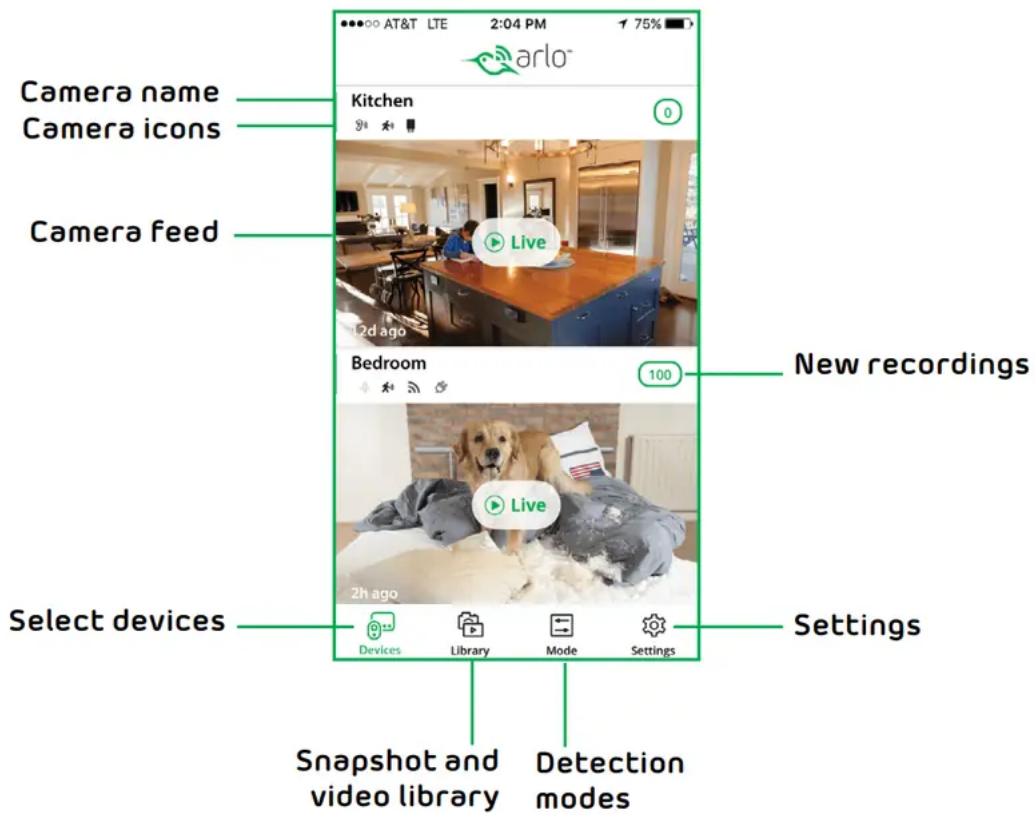 AT&T LTE 2:04 PM 75%
arlo™
Camera name
Kitchen
0
Camera icons
Camera feed
Live
12d ago
Bedroom
100
New recordings
Live
2h ago
Select devices
Settings
Devices
Library
Mode
Settings
Snapshot and
video library
Detection
modes